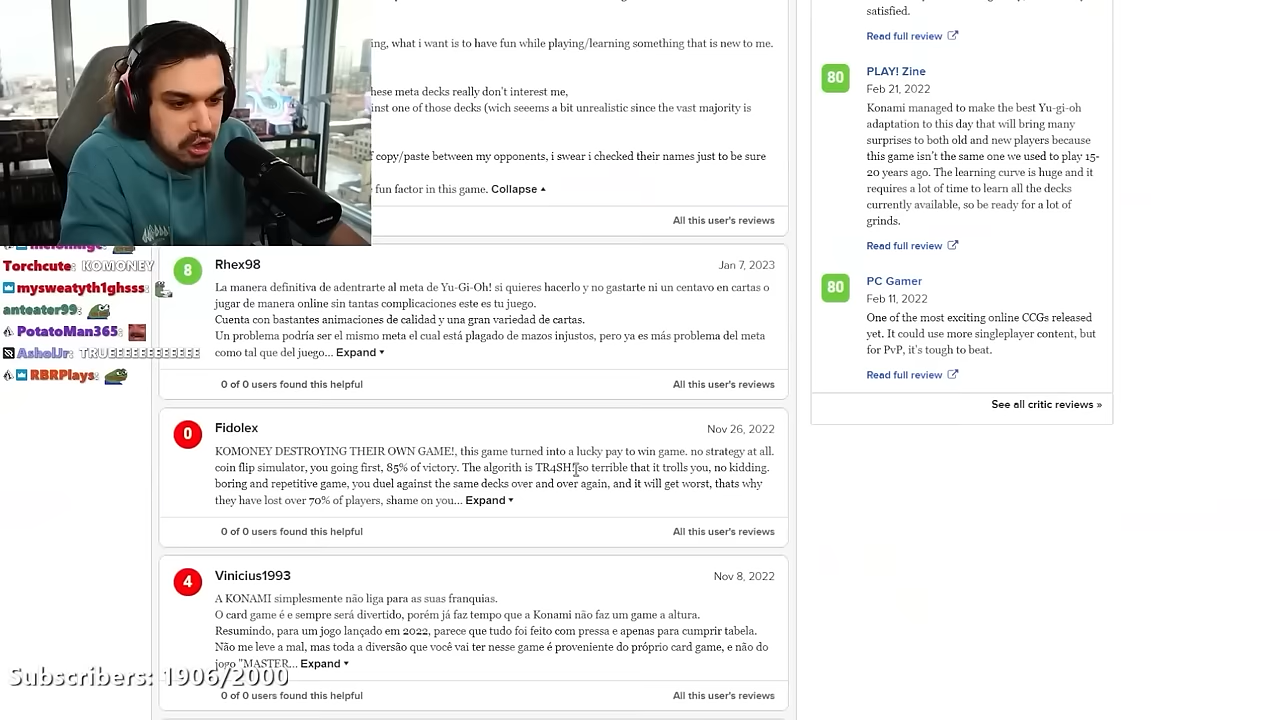 ing, what i want is to have fun while playing/learning something that is new to me.
hese meta decks really don't interest me,
inst one of those decks (wich seeems a bit unrealistic since the vast majority is
f copy/paste between my opponents, i swear i checked their names just to be sure
fun factor in this game. Collapse
All this user's reviews
Torchcute: KOMONEY
mysweatyth1ghsss:
anteater99:
PotatoMan365:
AsholJr: TRUEEEEEEEEEEE
RBRPlays:
8
Rhex98
Jan 7, 2023
La manera definitiva de adentrarte al meta de Yu-Gi-Oh! si quieres hacerlo y no gastarte ni un centavo en cartas o
jugar de manera online sin tantas complicaciones este es tu juego.
Cuenta con bastantes animaciones de calidad y una gran variedad de cartas.
Un problema podría ser el mismo meta el cual está plagado de mazos injustos, pero ya es más problema del meta
como tal que del juego... Expand
0 of 0 users found this helpful
All this user's reviews
0
Fidolex
Nov 26, 2022
KOMONEY DESTROYING THEIR OWN GAME!, this game turned into a lucky pay to win game. no strategy at all.
coin flip simulator, you going first, 85% of victory. The algorith is TR4SH! so terrible that it trolls you, no kidding.
boring and repetitive game, you duel against the same decks over and over again, and it will get worst, thats why
they have lost over 70% of players, shame on you... Expand
0 of 0 users found this helpful
All this user's reviews
4
Vinicius1993
Nov 8, 2022
A KONAMI simplesmente não liga para as suas franquias.
O card game é e sempre será divertido, porém já faz tempo que a Konami não faz um game a altura.
Resumindo, para um jogo lançado em 2022, parece que tudo foi feito com pressa e apenas para cumprir tabela.
Não me leve a mal, mas toda a diversão que você vai ter nesse game é proveniente do próprio card game, e não do
jogo "MASTER... Expand
Subscribers: 1906/2000
0 of 0 users found this helpful
All this user's reviews
satisfied.
Read full review
80
PLAY! Zine
Feb 21, 2022
Konami managed to make the best Yu-gi-oh
adaptation to this day that will bring many
surprises to both old and new players because
this game isn't the same one we used to play 15-
20 years ago. The learning curve is huge and it
requires a lot of time to learn all the decks
currently available, so be ready for a lot of
grinds.
Read full review
80
PC Gamer
Feb 11, 2022
One of the most exciting online CCGs released
yet. It could use more singleplayer content, but
for PvP, it's tough to beat.
Read full review
See all critic reviews »